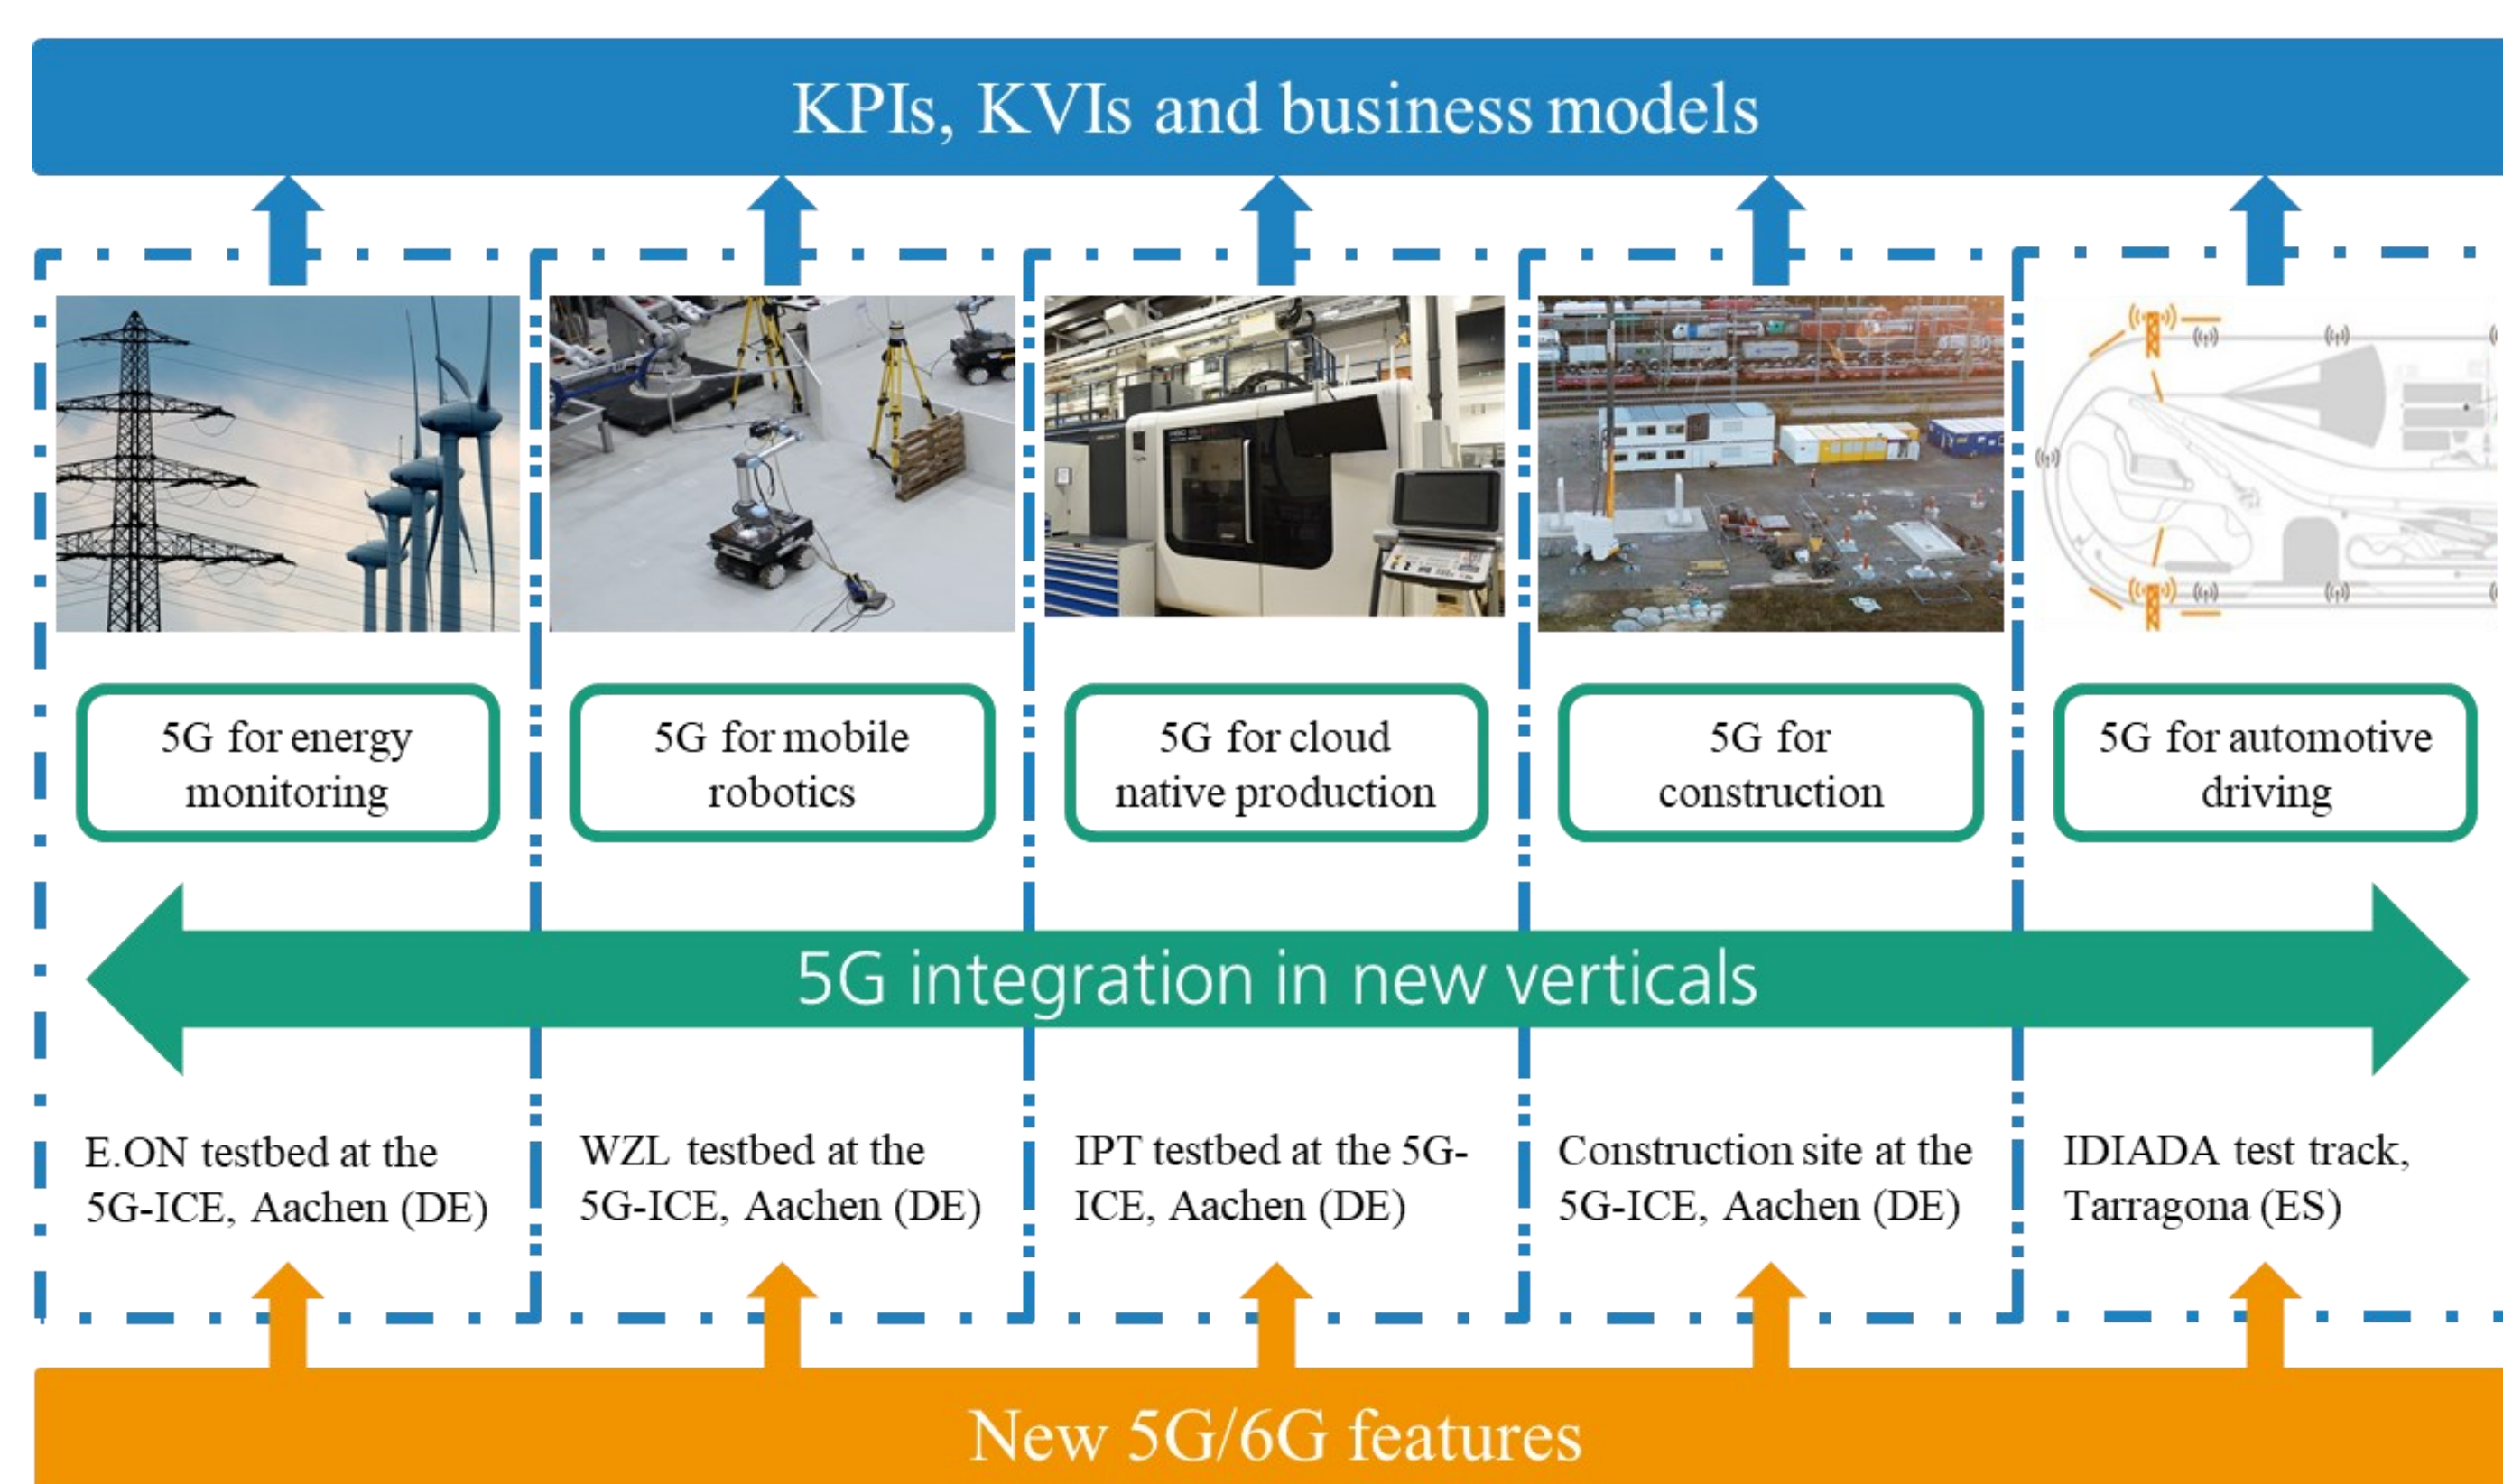 KPIs, KVIs and business models
5G for energy
monitoring
5G for mobile
robotics
5G for cloud
native production
5G for
construction
5G for automotive
driving
5G integration in new verticals
E.ON testbed at the
5G-ICE, Aachen (DE)
WZL testbed at the
5G-ICE, Aachen (DE)
IPT testbed at the 5G-
ICE, Aachen (DE)
Construction site at the
5G-ICE, Aachen (DE)
IDIADA test track,
Tarragona (ES)
New 5G/6G features